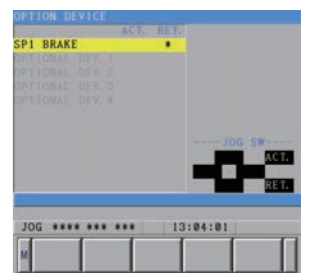 OPTION DEVICE
ACT. RET.
SP1 BRAKE *
OPTIONAL DEV. 1
OPTIONAL DEV. 2
OPTIONAL DEV. 3
OPTIONAL DEV. 4
----JOG SW----
ACT.
RET.
JOG **** *** *** 13:04:01
M